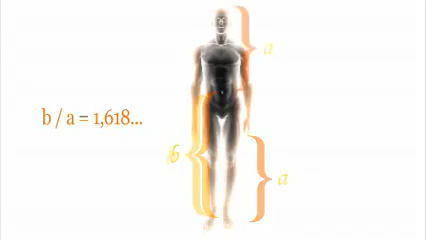 a
b / a = 1,618...
b
a